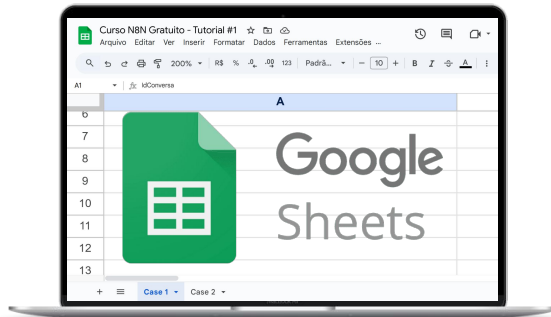 Curso N8N Gratuito - Tutorial #1
Arquivo Editar Ver Inserir Formatar Dados Ferramentas Extensões ...
200% R$ % .0 .00 123 Padrã... − 10 + B I S A
A1 fx idConversa
A
6
7
8
9
10
11
12
13
Google
Sheets
+ Case 1 Case 2